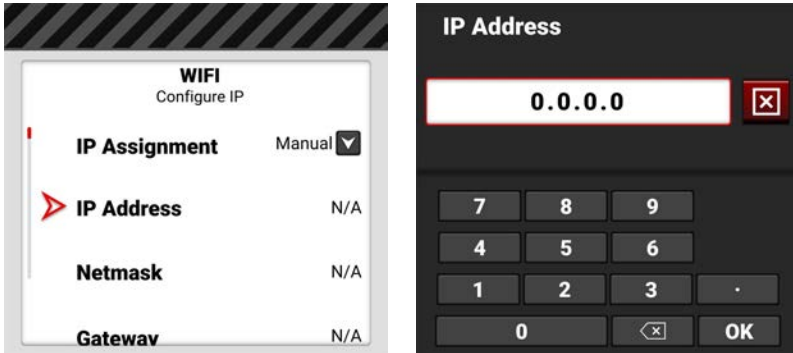 WIFI
Configure IP
IP Assignment Manual
IP Address N/A
Netmask N/A
Gateway N/A
IP Address
0.0.0.0
7 8 9
4 5 6
1 2 3 .
0 OK